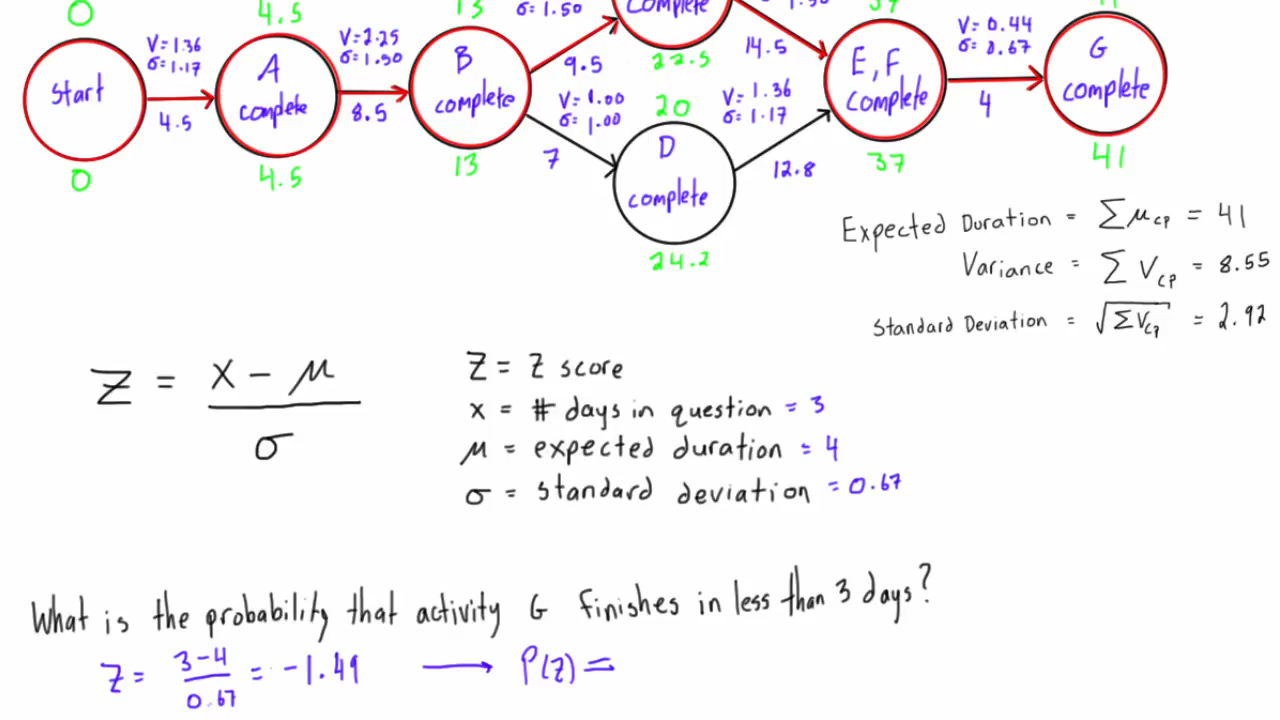 0
4.5
13
σ= 1.50
Complete
1.50
37
41
V=1.36
σ=1.17
V=2.25
σ=1.50
V= 0.44
σ= 0.67
Start
A
complete
B
complete
E, F
Complete
G
complete
4.5
8.5
9.5
22.5
14.5
4
V= 1.00
σ= 1.00
20
V= 1.36
σ= 1.17
7
D
complete
12.8
0
4.5
13
37
41
24.2
Expected Duration = Σμcp = 41
Variance = Σ Vcp = 8.55
Standard Deviation = √ΣVcp = 2.92
Z = x - μ
σ
Z = Z score
x = # days in question = 3
μ = expected duration = 4
σ = standard deviation = 0.67
What is the probability that activity G finishes in less than 3 days?
Z = 3-4 = -1.49 → P(Z) =
0.67